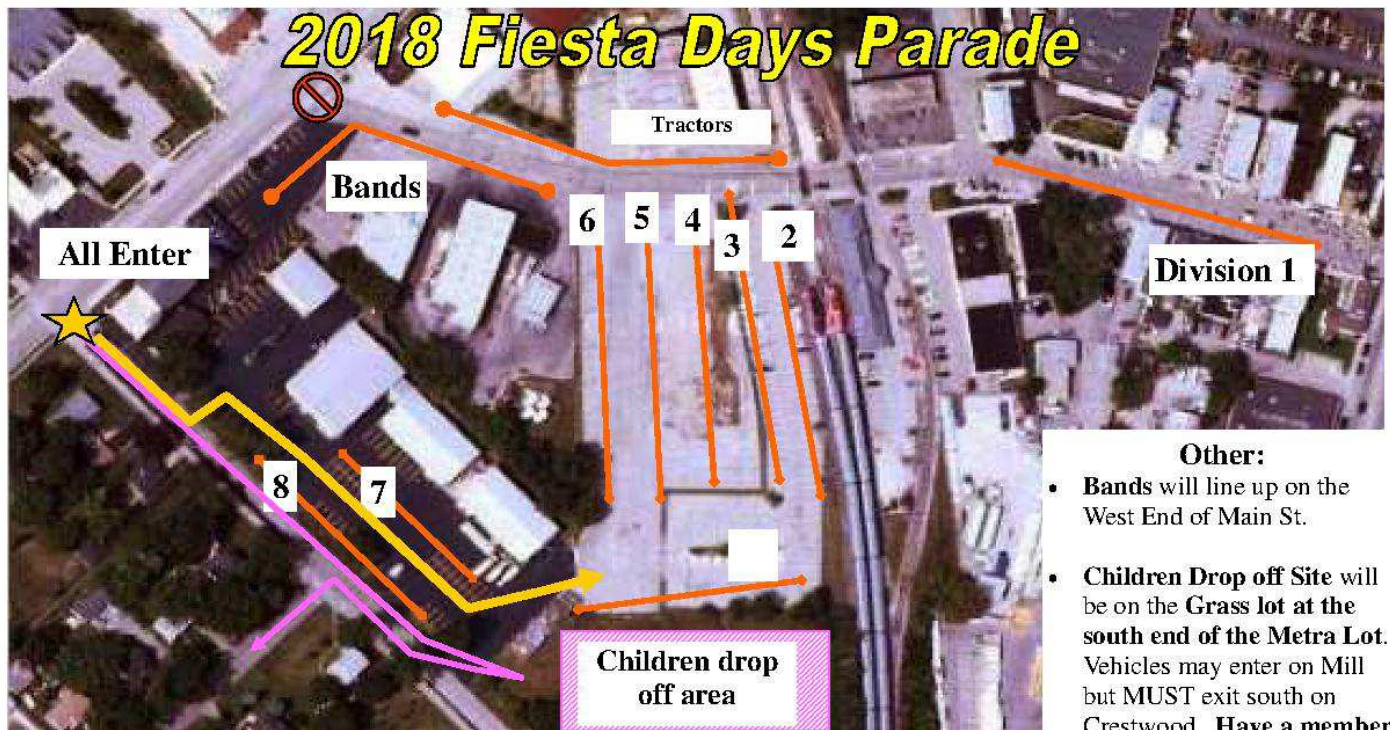 2018 Fiesta Days Parade
Tractors
Bands
6
5
4
3
2
All Enter
Division 1
8
7
Children drop
off area
Other:
• Bands will line up on the
West End of Main St.
• Children Drop off Site will
be on the Grass lot at the
south end of the Metra Lot.
Vehicles may enter on Mill
but MUST exit south on
Crestwood. Have a member